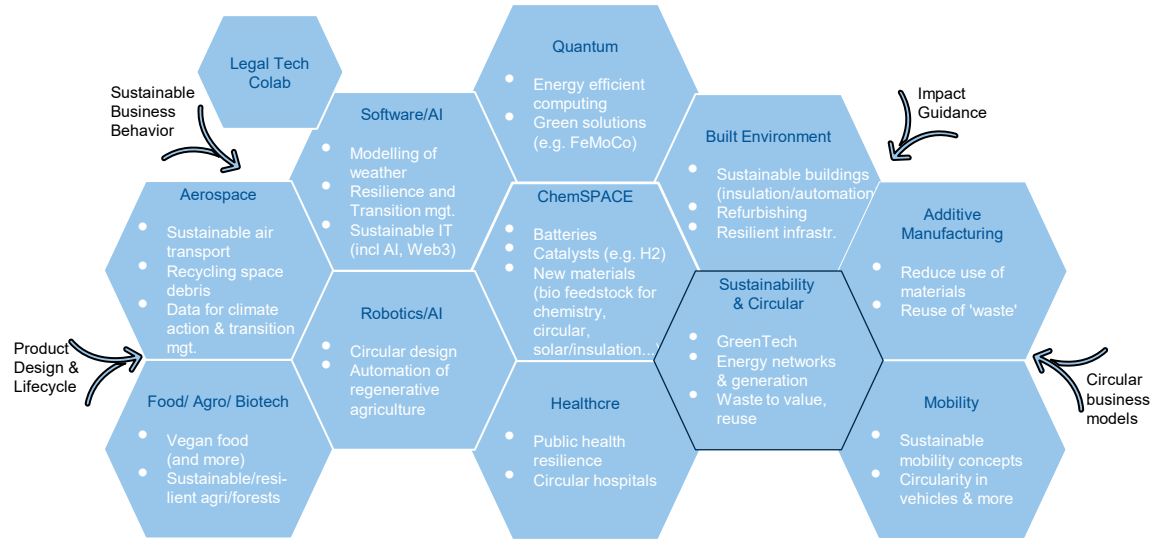 Legal Tech
Colab
Sustainable
Business
Behavior
Quantum
● Energy efficient
computing
● Green solutions
(e.g. FeMoCo)
Impact
Guidance
Software/AI
● Modelling of
weather
● Resilience and
Transition mgt.
● Sustainable IT
(incl AI, Web3)
Built Environment
● Sustainable buildings
(insulation/automation
● Refurbishing
● Resilient infrastr.
Aerospace
● Sustainable air
transport
● Recycling space
debris
● Data for climate
action & transition
mgt.
ChemSPACE
● Batteries
● Catalysts (e.g. H2)
● New materials
(bio feedstock for
chemistry,
circular,
solar/insulation...)
Additive
Manufacturing
● Reduce use of
materials
● Reuse of 'waste'
Robotics/AI
● Circular design
● Automation of
regenerative
agriculture
Sustainability
& Circular
● GreenTech
● Energy networks
& generation
● Waste to value,
reuse
Product
Design &
Lifecycle
Circular
business
models
Food/ Agro/ Biotech
● Vegan food
(and more)
● Sustainable/resi-
lient agri/forests
Healthcre
● Public health
resilience
● Circular hospitals
Mobility
● Sustainable
mobility concepts
● Circularity in
vehicles & more